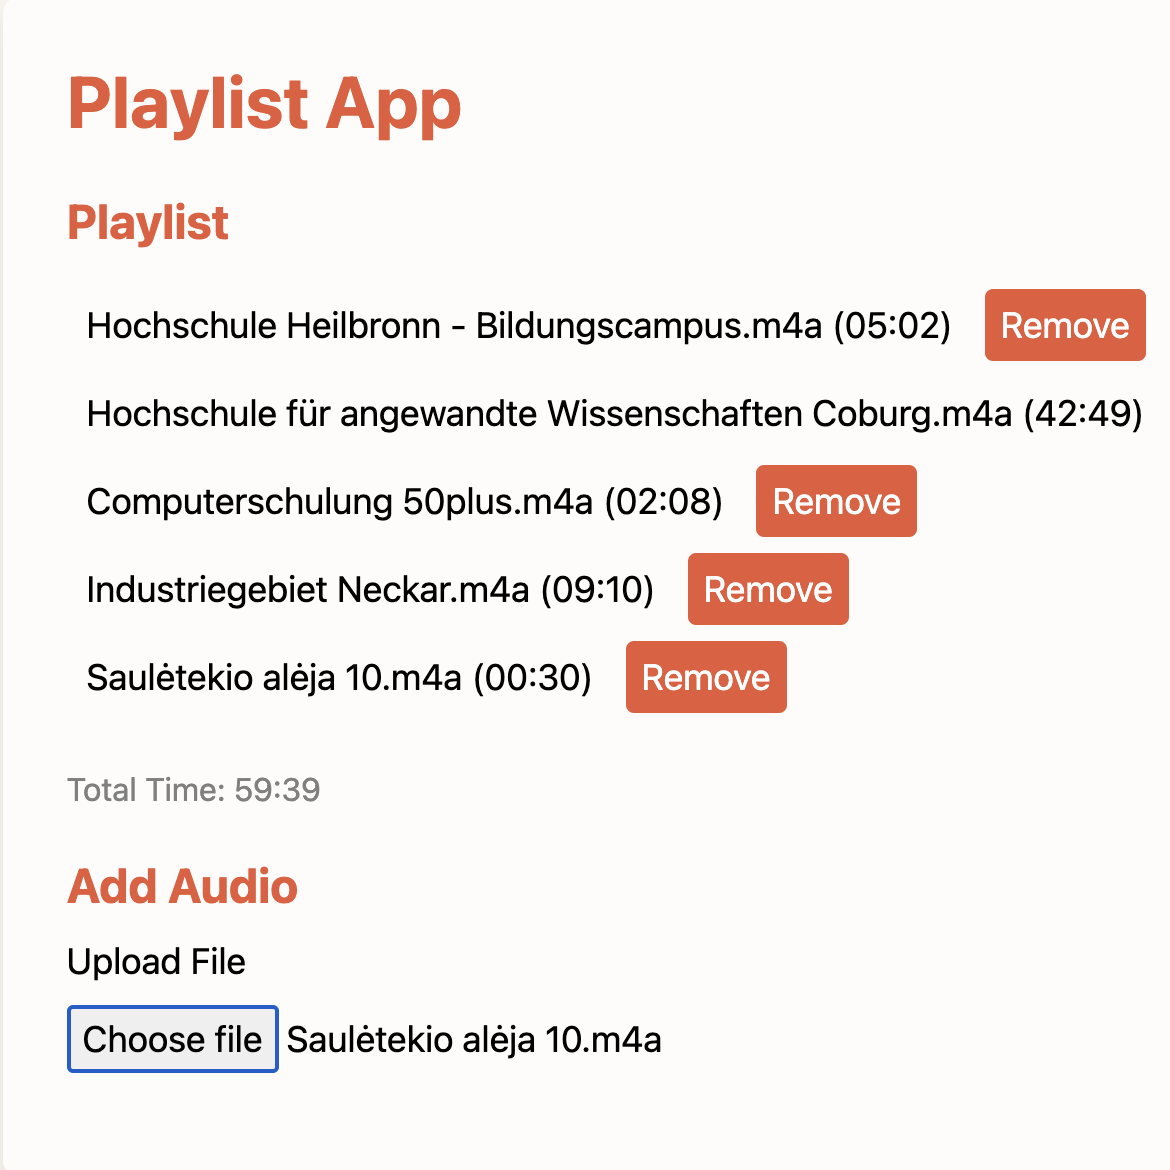 Playlist App
Playlist
Hochschule Heilbronn - Bildungscampus.m4a (05:02) Remove
Hochschule für angewandte Wissenschaften Coburg.m4a (42:49)
Computerschulung 50plus.m4a (02:08) Remove
Industriegebiet Neckar.m4a (09:10) Remove
Saulėtekio alėja 10.m4a (00:30) Remove
Total Time: 59:39
Add Audio
Upload File
Choose file Saulėtekio alėja 10.m4a